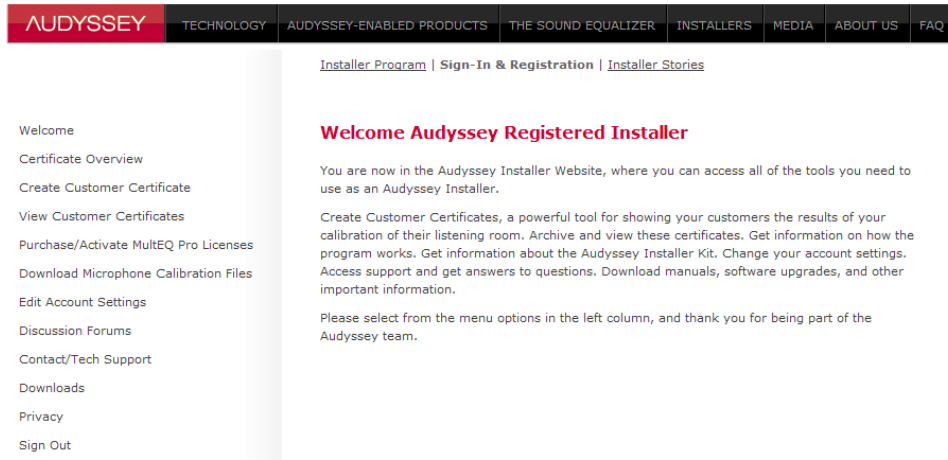 AUDYSSEY TECHNOLOGY AUDYSSEY-ENABLED PRODUCTS THE SOUND EQUALIZER INSTALLERS MEDIA ABOUT US FAQ
Installer Program | Sign-In & Registration | Installer Stories
Welcome
Certificate Overview
Create Customer Certificate
View Customer Certificates
Purchase/Activate MultEQ Pro Licenses
Download Microphone Calibration Files
Edit Account Settings
Discussion Forums
Contact/Tech Support
Downloads
Privacy
Sign Out
Welcome Audyssey Registered Installer
You are now in the Audyssey Installer Website, where you can access all of the tools you need to
use as an Audyssey Installer.
Create Customer Certificates, a powerful tool for showing your customers the results of your
calibration of their listening room. Archive and view these certificates. Get information on how the
program works. Get information about the Audyssey Installer Kit. Change your account settings.
Access support and get answers to questions. Download manuals, software upgrades, and other
important information.
Please select from the menu options in the left column, and thank you for being part of the
Audyssey team.